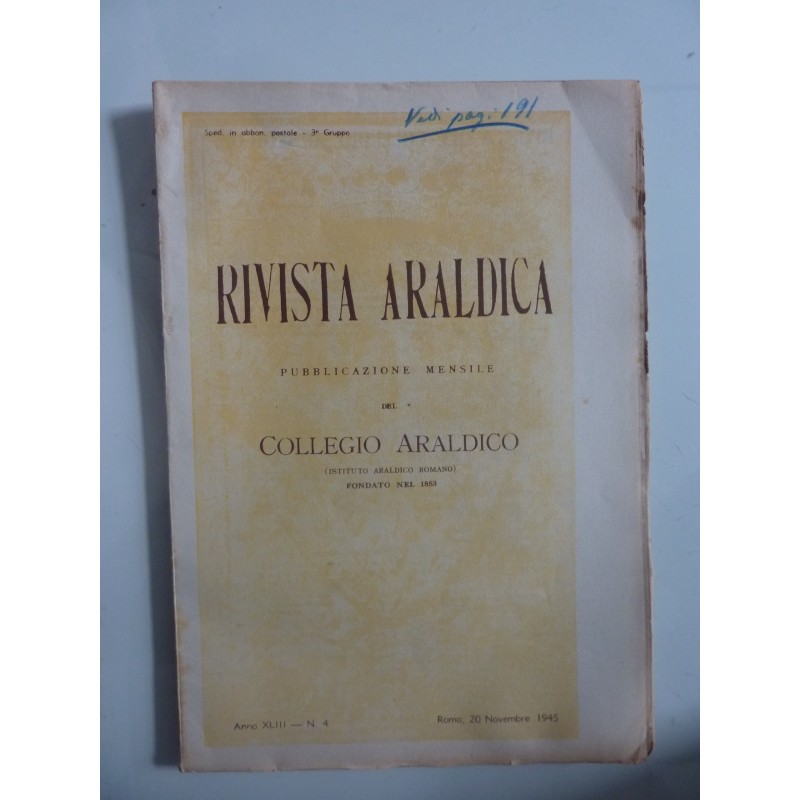 Vedi pag. 191
Sped. in abbon. postale - 3º Gruppo
RIVISTA ARALDICA
PUBBLICAZIONE MENSILE
DEL
COLLEGIO ARALDICO
(ISTITUTO ARALDICO ROMANO)
FONDATO NEL 1853
Anno XLIII — N. 4
Roma, 20 Novembre 1945